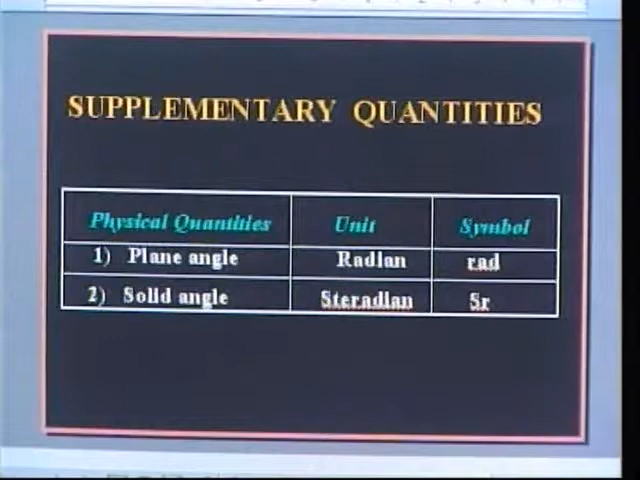 SUPPLEMENTARY QUANTITIES
Physical Quantities Unit Symbol
1) Plane angle Radian rad
2) Solid angle Steradian Sr